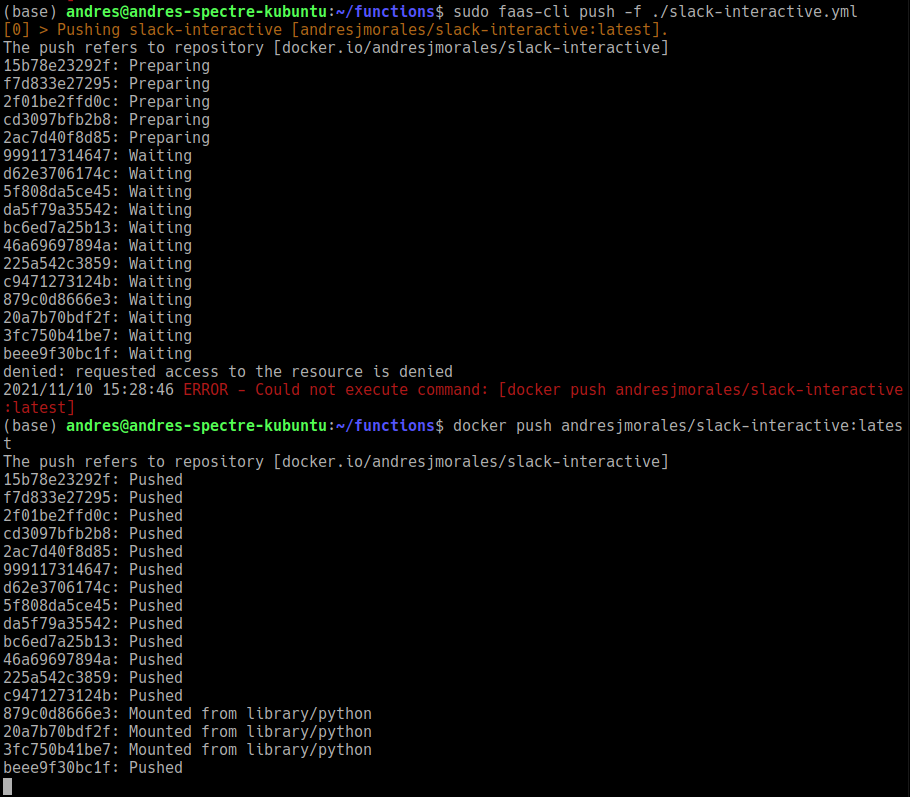 (base) andres@andres-spectre-kubuntu:~/functions$ sudo faas-cli push -f ./slack-interactive.yml
[0] > Pushing slack-interactive [andresjmorales/slack-interactive:latest].
The push refers to repository [docker.io/andresjmorales/slack-interactive]
15b78e23292f: Preparing
f7d833e27295: Preparing
2f01be2ffd0c: Preparing
cd3097bfb2b8: Preparing
2ac7d40f8d85: Preparing
999117314647: Waiting
d62e3706174c: Waiting
5f808da5ce45: Waiting
da5f79a35542: Waiting
bc6ed7a25b13: Waiting
46a69697894a: Waiting
225a542c3859: Waiting
c9471273124b: Waiting
879c0d8666e3: Waiting
20a7b70bdf2f: Waiting
3fc750b41be7: Waiting
beee9f30bc1f: Waiting
denied: requested access to the resource is denied
2021/11/10 15:28:46 ERROR - Could not execute command: [docker push andresjmorales/slack-interactive
:latest]
(base) andres@andres-spectre-kubuntu:~/functions$ docker push andresjmorales/slack-interactive:lates
t
The push refers to repository [docker.io/andresjmorales/slack-interactive]
15b78e23292f: Pushed
f7d833e27295: Pushed
2f01be2ffd0c: Pushed
cd3097bfb2b8: Pushed
2ac7d40f8d85: Pushed
999117314647: Pushed
d62e3706174c: Pushed
5f808da5ce45: Pushed
da5f79a35542: Pushed
bc6ed7a25b13: Pushed
46a69697894a: Pushed
225a542c3859: Pushed
c9471273124b: Pushed
879c0d8666e3: Mounted from library/python
20a7b70bdf2f: Mounted from library/python
3fc750b41be7: Mounted from library/python
beee9f30bc1f: Pushed